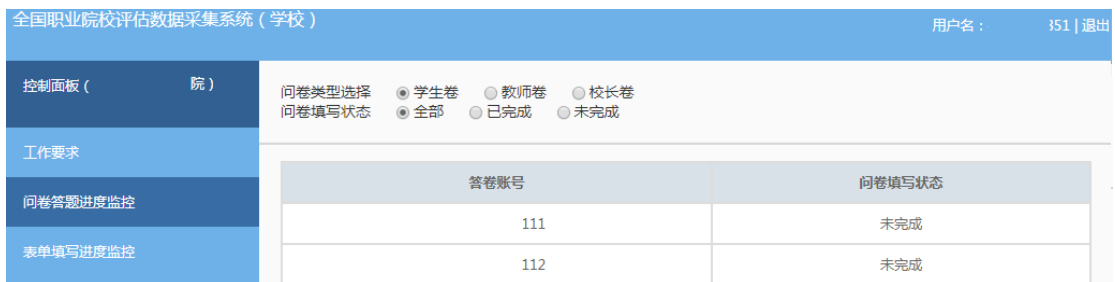 全国职业院校评估数据采集系统（学校）
用户名： 351 | 退出
控制面板（ 院）
问卷类型选择 学生卷 教师卷 校长卷
问卷填写状态 全部 已完成 未完成
工作要求
问卷答题进度监控
表单填写进度监控
答卷账号 问卷填写状态
111 未完成
112 未完成